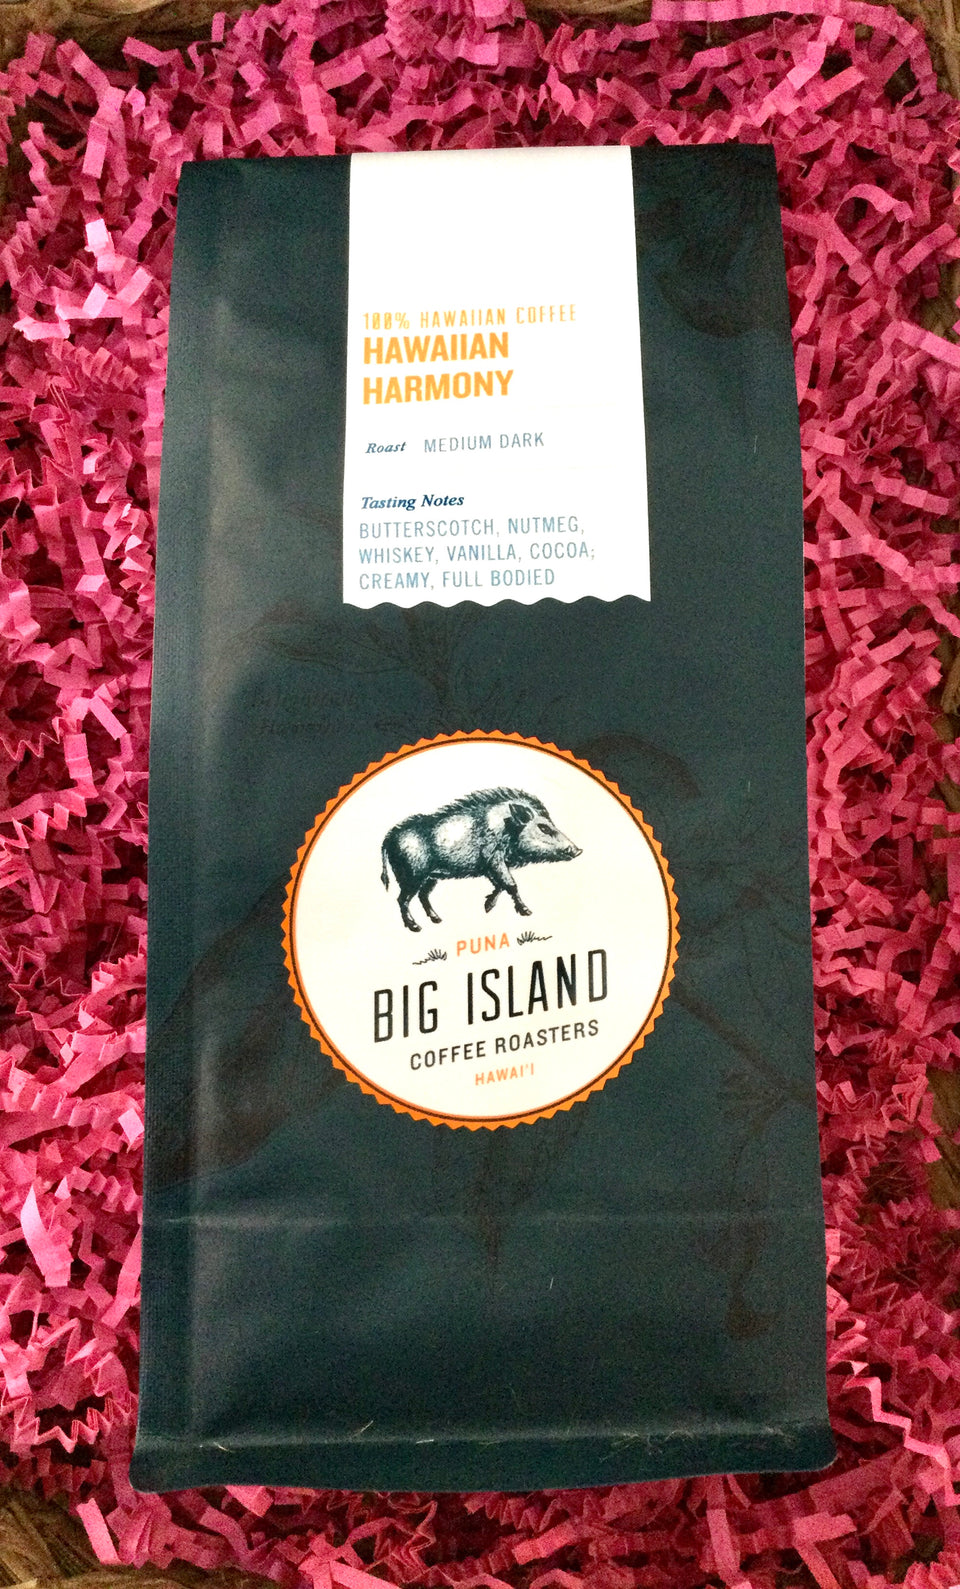 100% HAWAIIAN COFFEE
HAWAIIAN
HARMONY
Roast MEDIUM DARK
Tasting Notes
BUTTERSCOTCH, NUTMEG,
WHISKEY, VANILLA, COCOA;
CREAMY, FULL BODIED
PUNA
BIG ISLAND
COFFEE ROASTERS
HAWAI'I